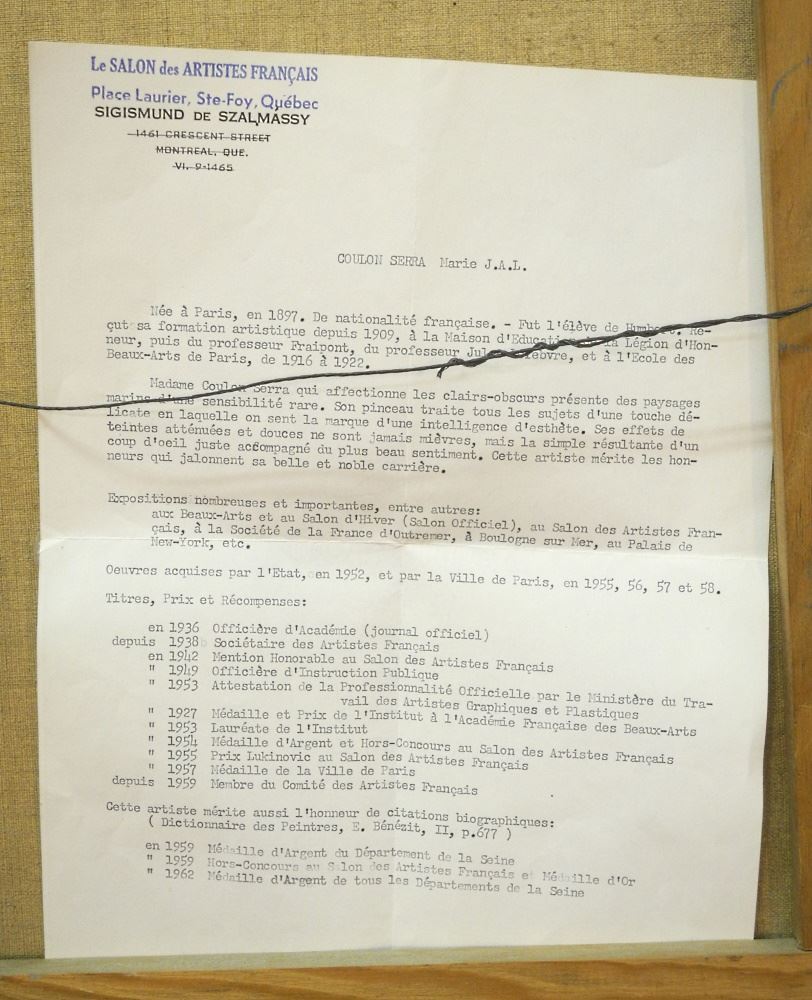 Le SALON des ARTISTES FRANÇAIS
Place Laurier, Ste-Foy, Québec
SIGISMUND DE SZALMASSY
1461 CRESCENT STREET
MONTREAL, QUE.
VI. 9-1465
COULON SERRA Marie J.A.L.
Née à Paris, en 1897. De nationalité française. - Fut l'élève de Humbert. Re-
çut sa formation artistique depuis 1909, à la Maison d'Education de la Légion d'Hon-
neur, puis du professeur Fraipont, du professeur Jules Lefebvre, et à l'Ecole des
Beaux-Arts de Paris, de 1916 à 1922.
Madame Coulon Serra qui affectionne les clairs-obscurs présente des paysages
marins d'une sensibilité rare. Son pinceau traite tous les sujets d'une touche dé-
licate en laquelle on sent la marque d'une intelligence d'esthète. Ses effets de
teintes atténuées et douces ne sont jamais mièvres, mais la simple résultante d'un
coup d'oeil juste accompagné du plus beau sentiment. Cette artiste mérite les hon-
neurs qui jalonnent sa belle et noble carrière.
Expositions nombreuses et importantes, entre autres:
aux Beaux-Arts et au Salon d'Hiver (Salon Officiel), au Salon des Artistes Fran-
çais, à la Société de la France d'Outremer, à Boulogne sur Mer, au Palais de
New-York, etc.
Oeuvres acquises par l'Etat, en 1952, et par la Ville de Paris, en 1955, 56, 57 et 58.
Titres, Prix et Récompenses:
en 1936 Officière d'Académie (journal officiel)
depuis 1938 Sociétaire des Artistes Français
en 1942 Mention Honorable au Salon des Artistes Français
" 1949 Officière d'Instruction Publique
" 1953 Attestation de la Professionnalité Officielle par le Ministère du Tra-
vail des Artistes Graphiques et Plastiques
" 1927 Médaille et Prix de l'Institut à l'Académie Française des Beaux-Arts
" 1953 Lauréate de l'Institut
" 1954 Médaille d'Argent et Hors-Concours au Salon des Artistes Français
" 1955 Prix Lukinovic au Salon des Artistes Français
" 1957 Médaille de la Ville de Paris
depuis 1959 Membre du Comité des Artistes Français
Cette artiste mérite aussi l'honneur de citations biographiques:
( Dictionnaire des Peintres, E. Bénézit, II, p.677 )
en 1959 Médaille d'Argent du Département de la Seine
" 1959 Hors-Concours au Salon des Artistes Français et Médaille d'Or
" 1962 Médaille d'Argent de tous les Départements de la Seine